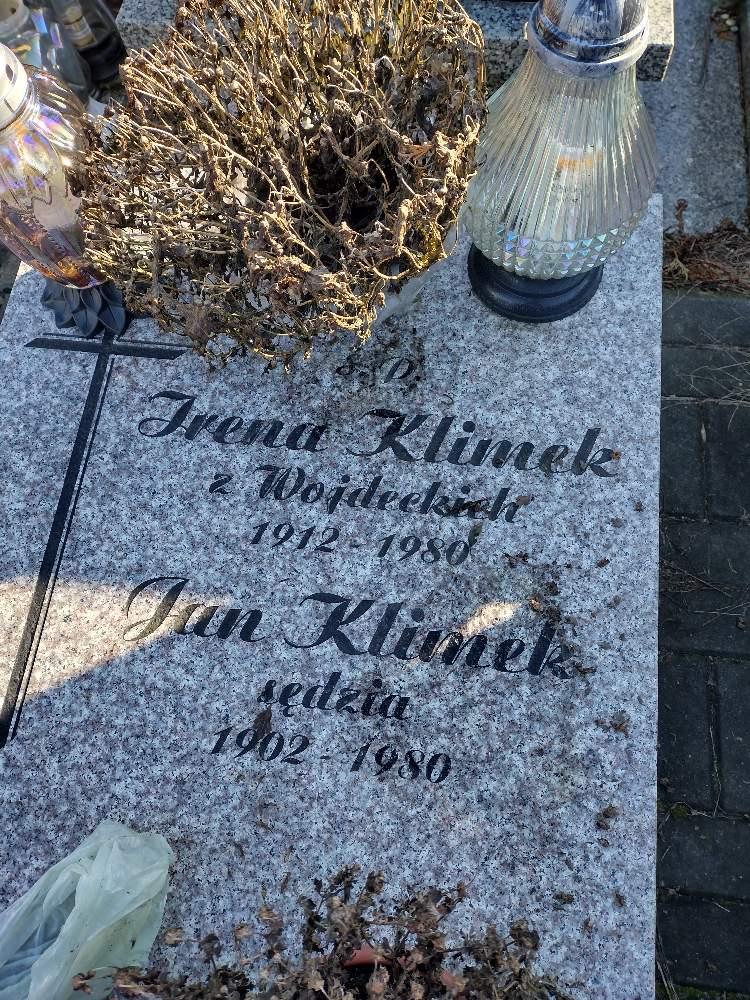 Ś. P.
Irena Klimek
z Wojdeckich
1912 - 1980
Jan Klimek
sędzia
1902 - 1980